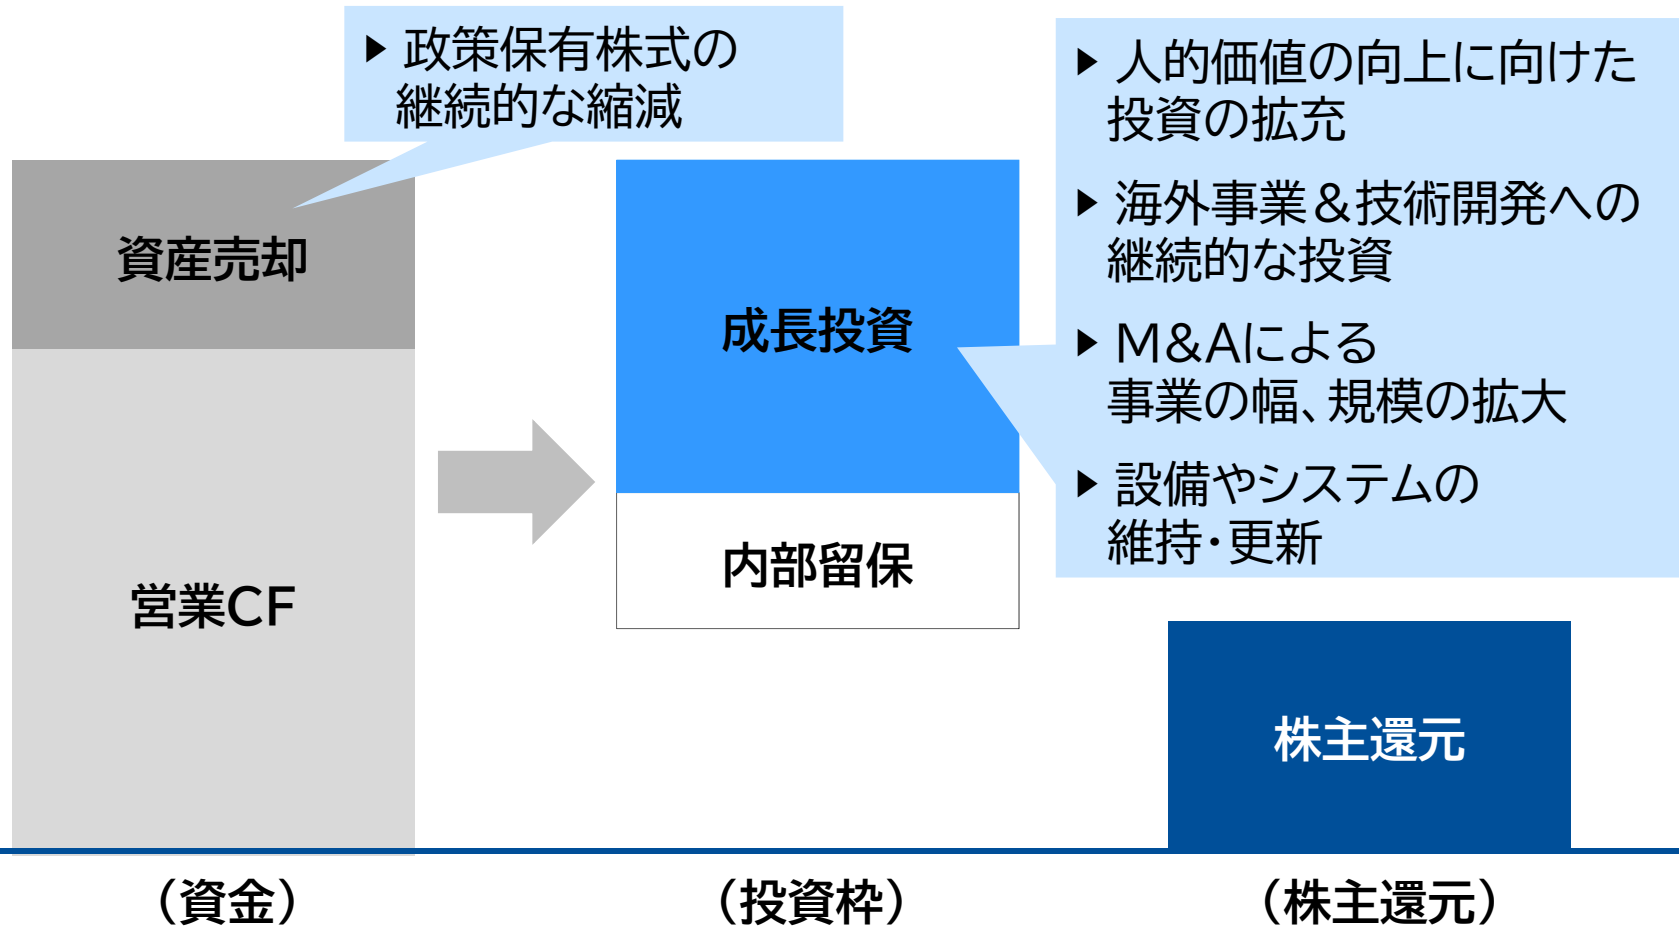 ▶ 政策保有株式の
継続的な縮減
資産売却
営業CF
(資金)
成長投資
内部留保
(投資枠)
▶ 人的価値の向上に向けた
投資の拡充
▶ 海外事業＆技術開発への
継続的な投資
▶ M&Aによる
事業の幅、規模の拡大
▶ 設備やシステムの
維持・更新
株主還元
(株主還元)